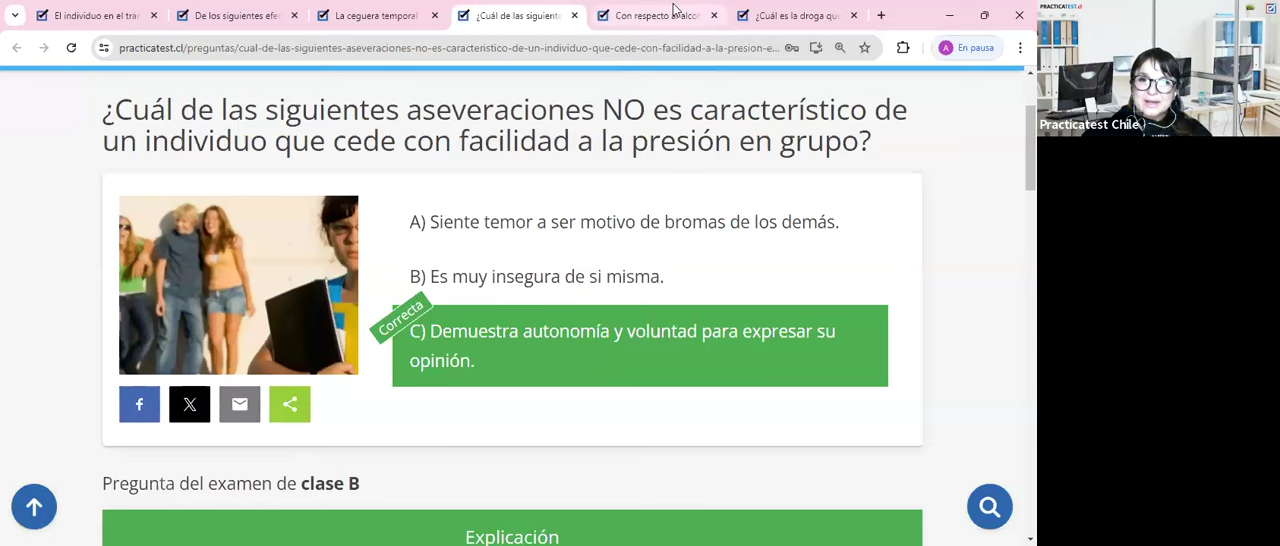 El individuo en el tran
De los siguientes efe
La ceguera temporal
¿Cuál de las siguiente
Con respecto al alcoh
¿Cuál es la droga que
practicatest.cl/preguntas/cual-de-las-siguientes-aseveraciones-no-es-caracteristico-de-un-individuo-que-cede-con-facilidad-a-la-presion-e...
A
En pausa
PRACTICATEST.cl
Practicatest Chile
¿Cuál de las siguientes aseveraciones NO es característico de
un individuo que cede con facilidad a la presión en grupo?
A) Siente temor a ser motivo de bromas de los demás.
B) Es muy insegura de si misma.
Correcta
C) Demuestra autonomía y voluntad para expresar su
opinión.
Pregunta del examen de clase B
Explicación